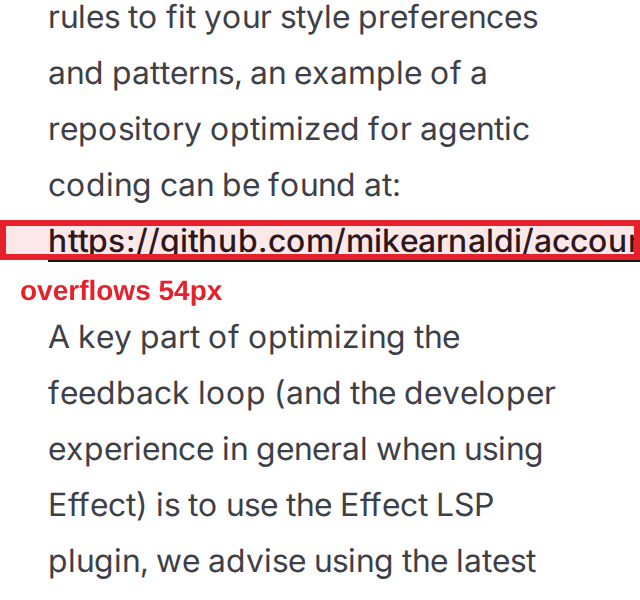 rules to fit your style preferences
and patterns, an example of a
repository optimized for agentic
coding can be found at:
https://github.com/mikearnaldi/accour
overflows 54px
A key part of optimizing the
feedback loop (and the developer
experience in general when using
Effect) is to use the Effect LSP
plugin, we advise using the latest